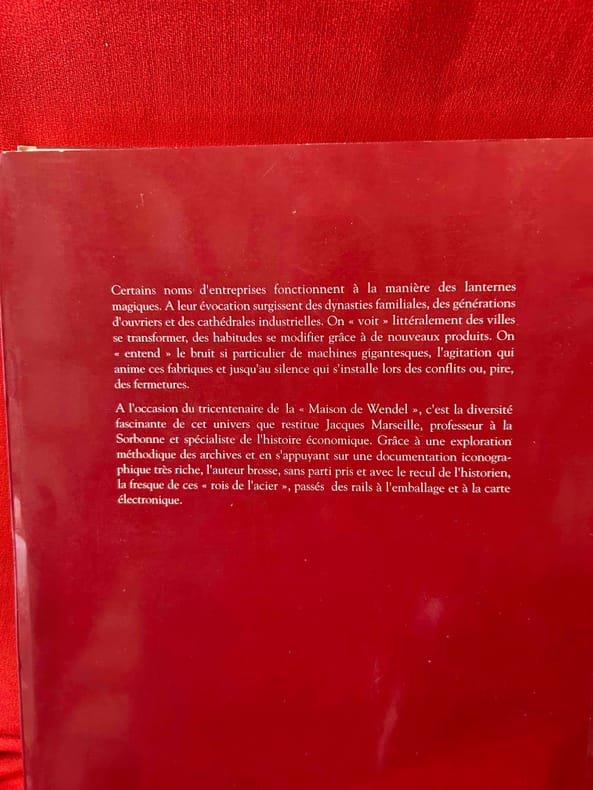 Certains noms d'entreprises fonctionnent à la manière des lanternes
magiques. A leur évocation surgissent des dynasties familiales, des générations
d'ouvriers et des cathédrales industrielles. On « voit » littéralement des villes
se transformer, des habitudes se modifier grâce à de nouveaux produits. On
« entend » le bruit si particulier de machines gigantesques, l'agitation qui
anime ces fabriques et jusqu'au silence qui s'installe lors des conflits ou, pire,
des fermetures.
A l'occasion du tricentenaire de la « Maison de Wendel », c'est la diversité
fascinante de cet univers que restitue Jacques Marseille, professeur à la
Sorbonne et spécialiste de l'histoire économique. Grâce à une exploration
méthodique des archives et en s'appuyant sur une documentation iconogra-
phique très riche, l'auteur brosse, sans parti pris et avec le recul de l'historien,
la fresque de ces « rois de l'acier », passés des rails à l'emballage et à la carte
électronique.